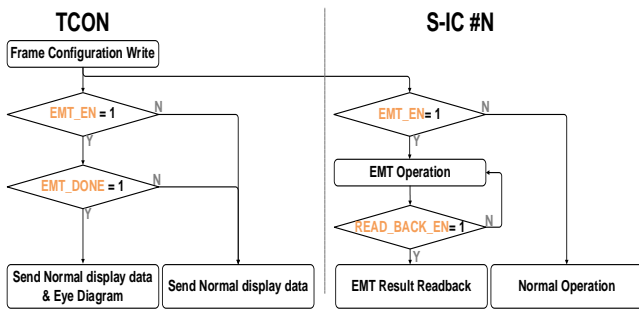 TCON
S-IC #N
Frame Configuration Write
EMT_EN = 1
N
Y
EMT_DONE = 1
N
Y
Send Normal display data
& Eye Diagram
Send Normal display data
EMT_EN= 1
N
Y
EMT Operation
READ_BACK_EN= 1
N
Y
EMT Result Readback
Normal Operation